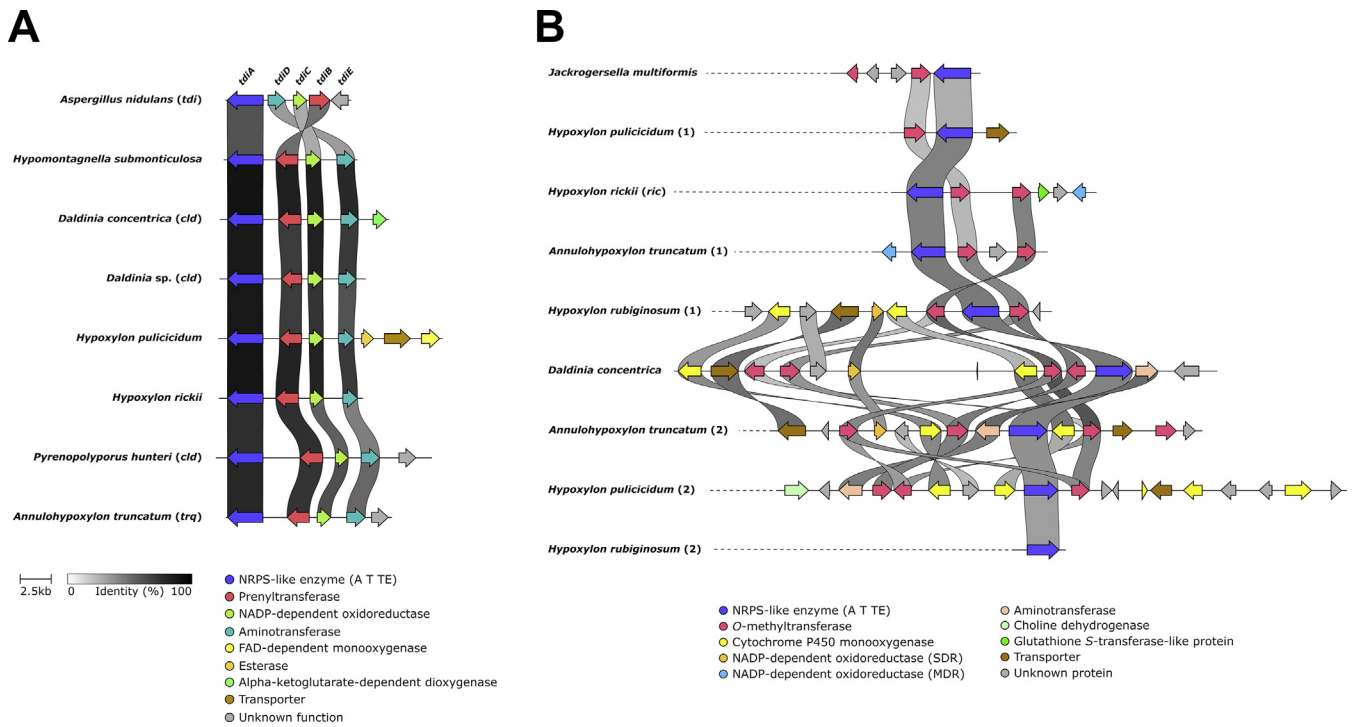 A
tdiA tdiD tdiC tdiB tdiE
Aspergillus nidulans (tdi)
Hypomontagnella submonticulosa
Daldinia concentrica (cld)
Daldinia sp. (cld)
Hypoxylon pulicicidum
Hypoxylon rickii
Pyrenopolyporus hunteri (cld)
Annulohypoxylon truncatum (trq)
2.5kb
0 Identity (%) 100
NRPS-like enzyme (A T TE)
Prenyltransferase
NADP-dependent oxidoreductase
Aminotransferase
FAD-dependent monooxygenase
Esterase
Alpha-ketoglutarate-dependent dioxygenase
Transporter
Unknown function
B
Jackrogersella multiformis
Hypoxylon pulicicidum (1)
Hypoxylon rickii (ric)
Annulohypoxylon truncatum (1)
Hypoxylon rubiginosum (1)
Daldinia concentrica
Annulohypoxylon truncatum (2)
Hypoxylon pulicicidum (2)
Hypoxylon rubiginosum (2)
NRPS-like enzyme (A T TE)
O-methyltransferase
Cytochrome P450 monooxygenase
NADP-dependent oxidoreductase (SDR)
NADP-dependent oxidoreductase (MDR)
Aminotransferase
Choline dehydrogenase
Glutathione S-transferase-like protein
Transporter
Unknown protein